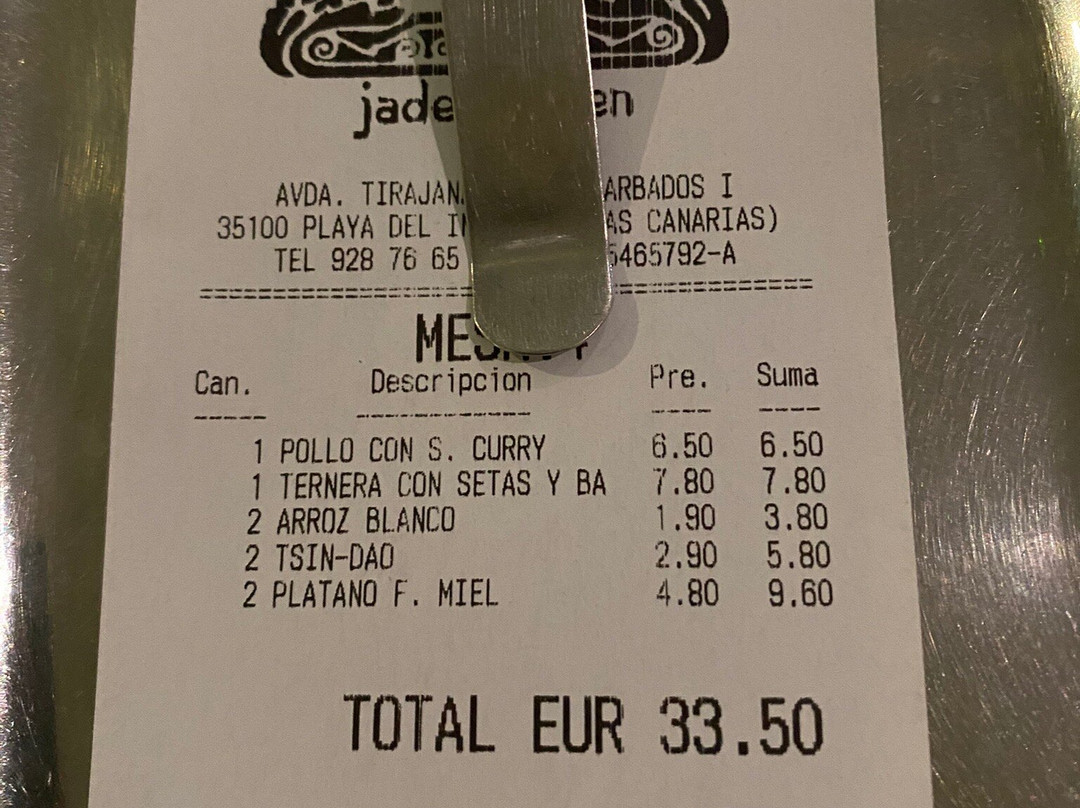 AVDA. ARBADOS I
35100 PLAYA DEL CANARIAS)
TEL 928 76 65 5465792-A
Can. Descripcion Pre. Suma
1 POLLO CON S. CURRY 6.50 6.50
1 TERNERA CON SETAS Y BA 7.80 7.80
2 ARROZ BLANCO 1.90 3.80
2 TSIN-DAO 2.90 5.80
2 PLATANO F. MIEL 4.80 9.60
TOTAL EUR 33.50